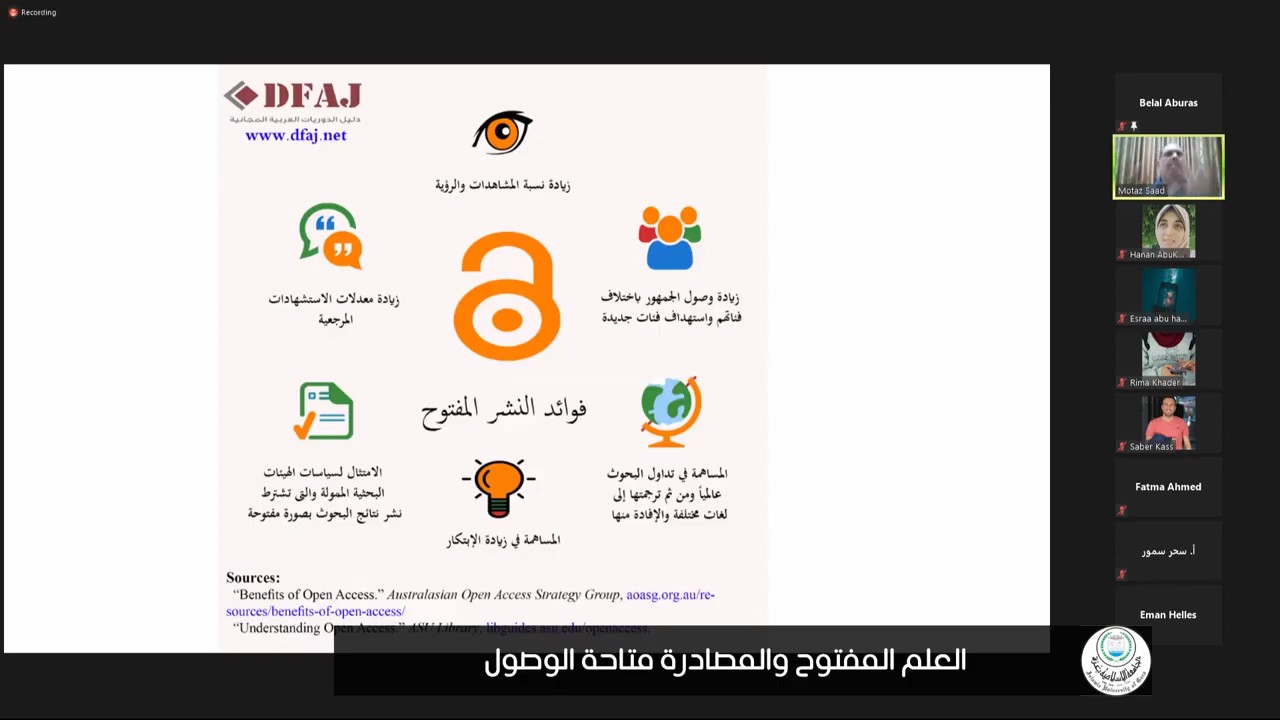 Recording
DFAJ
دليل الدوريات العربية المجانية
www.dfaj.net
زيادة نسبة المشاهدات والرؤية
زيادة وصول الجمهور باختلاف
فئاتهم واستهداف فئات جديدة
زيادة معدلات الاستشهادات
المرجعية
فوائد النشر المفتوح
المساهمة في تداول البحوث
عالمياً ومن ثم ترجمتها إلى
لغات مختلفة والإفادة منها
الامتثال لسياسات الهيئات
البحثية الممولة والتى تشترط
نشر نتائج البحوث بصورة مفتوحة
المساهمة في زيادة الإبتكار
Sources:
“Benefits of Open Access.” Australasian Open Access Strategy Group, aoasg.org.au/re-
sources/benefits-of-open-access/
“Understanding Open Access.” ASU Library, libguides.asu.edu/openaccess.
العلم المفتوح والمصادرة متاحة الوصول
Belal Aburas
Motaz Saad
Hanan AbuK...
Esraa abu ha...
Rima Khader
Saber Kass
Fatma Ahmed
أ. سحر سمور
Eman Helles